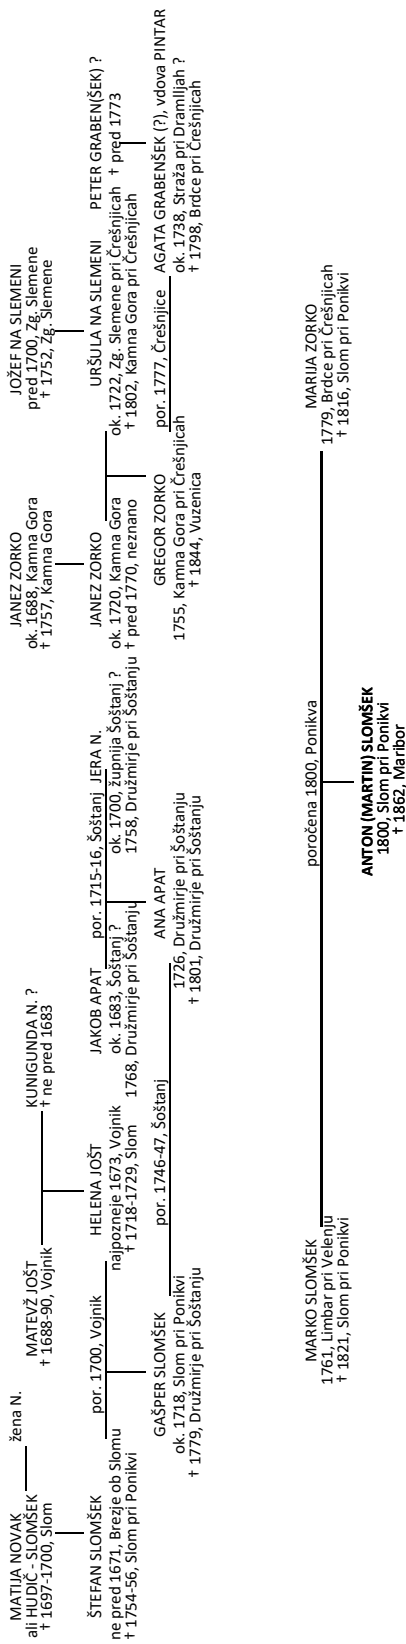 MATIJA NOVAK
ali HUDIČ - SLOMŠEK
† 1697-1700, Slom
žena N.
MATEVŽ JOŠT
† 1688-90, Vojnik
KUNIGUNDA N. ?
† ne pred 1683
JANEZ ZORKO
ok. 1688, Kamna Gora
† 1757, Kamna Gora
JOŽEF NA SLEMENI
pred 1700, Zg. Slemene
† 1752, Zg. Slemene
ŠTEFAN SLOMŠEK
ne pred 1671, Brezje ob Slomu
† 1754-56, Slom pri Ponikvi
por. 1700, Vojnik
HELENA JOŠT
najpozneje 1673, Vojnik
† 1718-1729, Slom
JAKOB APAT
ok. 1683, Šoštanj ?
1768, Družmirje pri Šoštanju
por. 1715-16, Šoštanj
JERA N.
ok. 1700, župnija Šoštanj ?
1758, Družmirje pri Šoštanju
JANEZ ZORKO
ok. 1720, Kamna Gora
† pred 1770, neznano
URŠULA NA SLEMENI
ok. 1722, Zg. Slemene pri Črešnjicah
† 1802, Kamna Gora pri Črešnjicah
PETER GRABEN(ŠEK) ?
† pred 1773
GAŠPER SLOMŠEK
ok. 1718, Slom pri Ponikvi
† 1779, Družmirje pri Šoštanju
por. 1746-47, Šoštanj
ANA APAT
1726, Družmirje pri Šoštanju
† 1801, Družmirje pri Šoštanju
GREGOR ZORKO
1755, Kamna Gora pri Črešnjicah
† 1844, Vuzenica
por. 1777, Črešnjice
AGATA GRABENŠEK (?), vdova PINTAR
ok. 1738, Straža pri Dramlljah ?
† 1798, Brdce pri Črešnjicah
MARKO SLOMŠEK
1761, Limbar pri Velenju
† 1821, Slom pri Ponikvi
poročena 1800, Ponikva
MARIJA ZORKO
1779, Brdce pri Črešnjicah
† 1816, Slom pri Ponikvi
ANTON (MARTIN) SLOMŠEK
1800, Slom pri Ponikvi
† 1862, Maribor